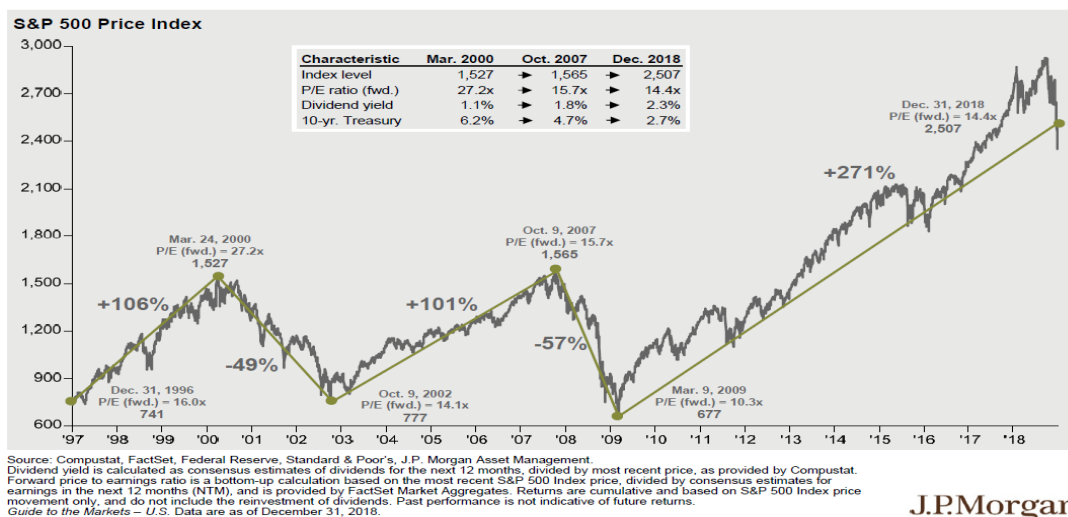 S&P 500 Price Index
3,000
2,700
2,400
2,100
1,800
1,500
1,200
900
600
Characteristic Mar. 2000 Oct. 2007 Dec. 2018
Index level 1,527 ➔ 1,565 ➔ 2,507
P/E ratio (fwd.) 27.2x ➔ 15.7x ➔ 14.4x
Dividend yield 1.1% ➔ 1.8% ➔ 2.3%
10-yr. Treasury 6.2% ➔ 4.7% ➔ 2.7%
Dec. 31, 2018
P/E (fwd.) = 14.4x
2,507
+271%
Mar. 24, 2000
P/E (fwd.) = 27.2x
1,527
Oct. 9, 2007
P/E (fwd.) = 15.7x
1,565
+106%
+101%
-49%
-57%
Dec. 31, 1996
P/E (fwd.) = 16.0x
741
Oct. 9, 2002
P/E (fwd.) = 14.1x
777
Mar. 9, 2009
P/E (fwd.) = 10.3x
677
'97 '98 '99 '00 '01 '02 '03 '04 '05 '06 '07 '08 '09 '10 '11 '12 '13 '14 '15 '16 '17 '18
Source: Compustat, FactSet, Federal Reserve, Standard & Poor's, J.P. Morgan Asset Management.
Dividend yield is calculated as consensus estimates of dividends for the next 12 months, divided by most recent price, as provided by Compustat.
Forward price to earnings ratio is a bottom-up calculation based on the most recent S&P 500 Index price, divided by consensus estimates for
earnings in the next 12 months (NTM), and is provided by FactSet Market Aggregates. Returns are cumulative and based on S&P 500 Index price
movement only, and do not include the reinvestment of dividends. Past performance is not indicative of future returns.
Guide to the Markets – U.S. Data are as of December 31, 2018.
J.P.Morgan